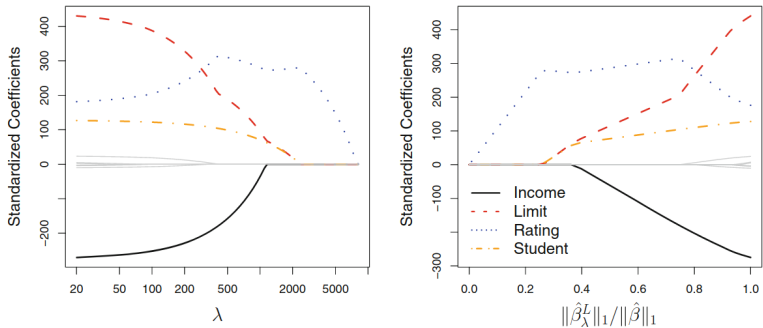 Standardized Coefficients
400
300
200
100
0
−200
20 50 100 200 500 2000 5000
λ
Standardized Coefficients
400
300
200
100
0
−100
−300
Income
Limit
Rating
Student
0.0 0.2 0.4 0.6 0.8 1.0
‖β̂λᴸ‖₁/‖β̂‖₁